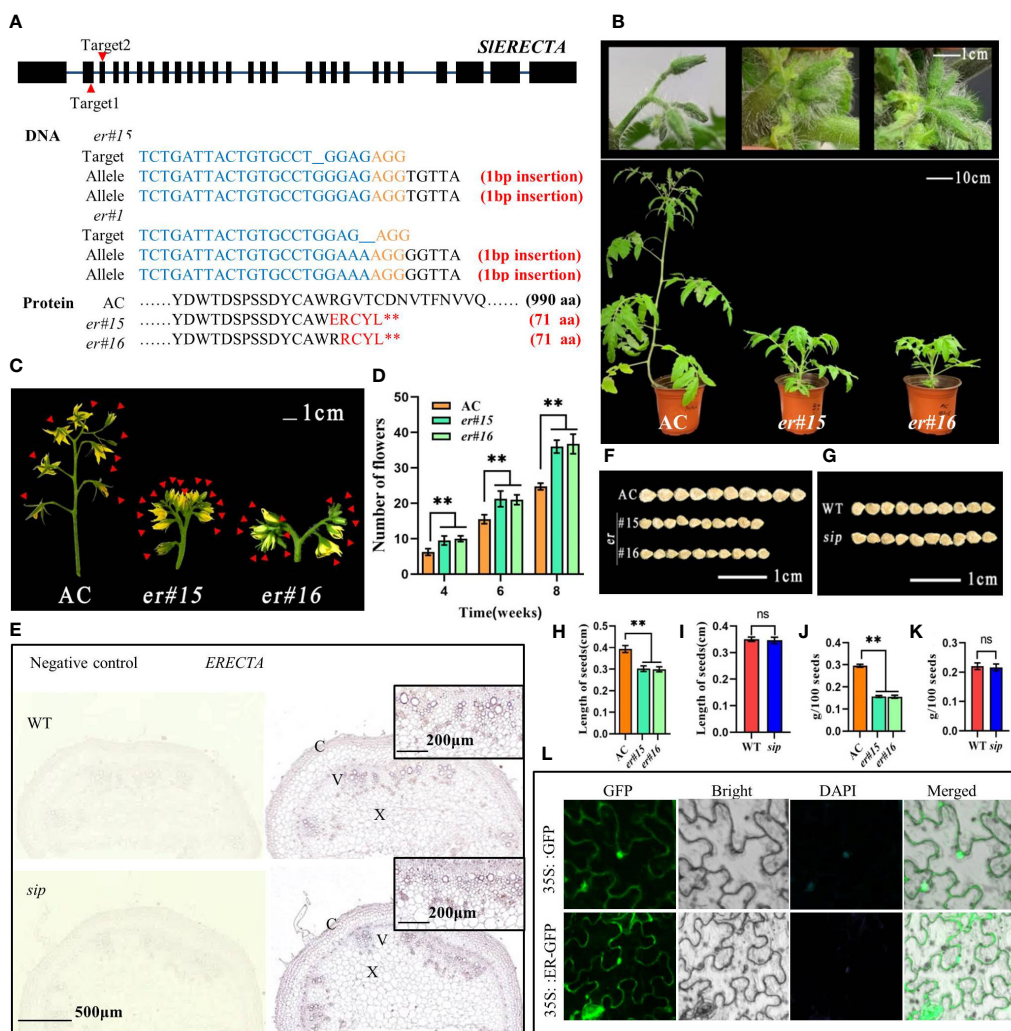 A
Target2
SlERECTA
Target1
DNA er#15
Target TCTGATTACTGTGCCT_GGAGAGG
Allele TCTGATTACTGTGCCTGGGAGAGGTGTTA (1bp insertion)
Allele TCTGATTACTGTGCCTGGGAGAGGTGTTA (1bp insertion)
er#1
Target TCTGATTACTGTGCCTGGAG__AGG
Allele TCTGATTACTGTGCCTGGAAAAGGGGTTA (1bp insertion)
Allele TCTGATTACTGTGCCTGGAAAAGGGGTTA (1bp insertion)
Protein AC ……YDWTDSPSSDYCAWRGVTCDNVTFNVVQ…… (990 aa)
er#15 ……YDWTDSPSSDYCAWERCYL** (71 aa)
er#16 ……YDWTDSPSSDYCAWRRCYL** (71 aa)
B
1cm
10cm
AC er#15 er#16
C
1cm
AC er#15 er#16
D
AC
er#15
er#16
Number of flowers
50
40
30
20
10
0
** ** **
4 6 8
Time(weeks)
E
Negative control ERECTA
WT
C
V
X
200μm
sip
C
V
X
200μm
500μm
F
AC
er
#15
#16
1cm
G
WT
sip
1cm
H
Length of seeds(cm)
0.5
0.4
0.3
0.2
0.1
0.0
**
AC er#15 er#16
I
Length of seeds(cm)
0.4
0.3
0.2
0.1
0.0
ns
WT sip
J
g/100 seeds
0.4
0.3
0.2
0.1
0.0
**
AC er#15 er#16
K
g/100 seeds
0.3
0.2
0.1
0.0
ns
WT sip
L
GFP Bright DAPI Merged
35S: :GFP
35S: :ER-GFP